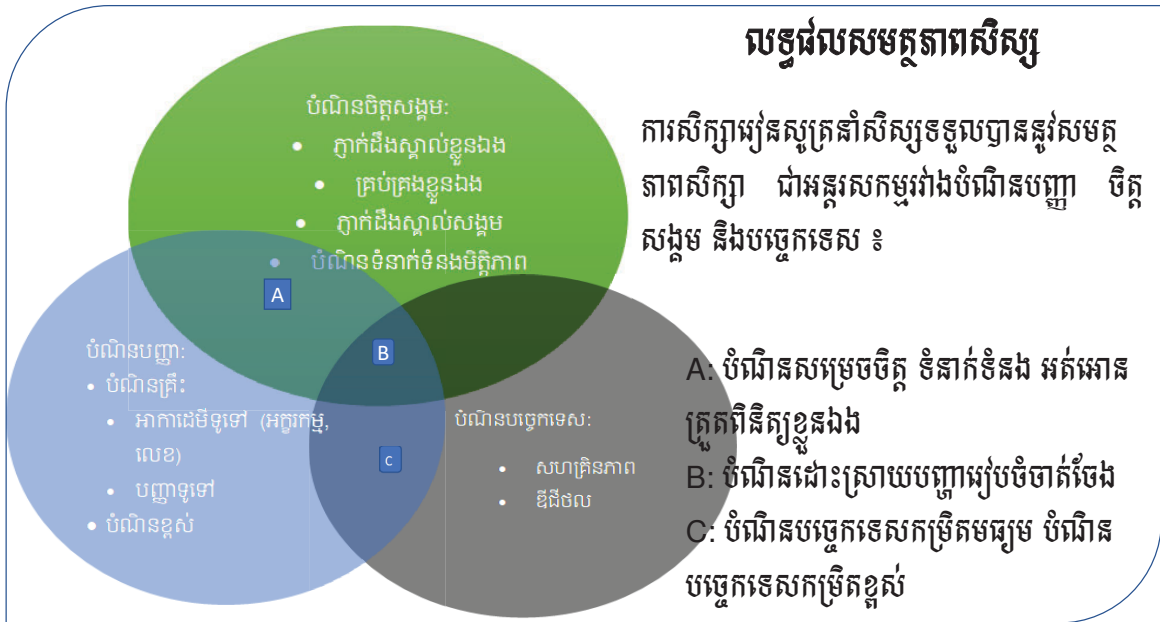 លទ្ធផលសមត្ថភាពសិស្ស
ការសិក្សារៀនសូត្រនាំសិស្សទទួលបាននូវសមត្ថ
ភាពសិក្សា ជាអន្តរសកម្មរវាងបំណិនបញ្ញា ចិត្ត
សង្គម និងបច្ចេកទេស ៖
បំណិនចិត្តសង្គម:
• ភ្ញាក់ដឹងស្គាល់ខ្លួនឯង
• គ្រប់គ្រងខ្លួនឯង
• ភ្ញាក់ដឹងស្គាល់សង្គម
• បំណិនទំនាក់ទំនងមិត្តិភាព
A
B
C
បំណិនបញ្ញា:
• បំណិនគ្រឹះ
• អាកាដេមីទូទៅ (អក្ខរកម្ម,
លេខ)
• បញ្ញាទូទៅ
• បំណិនខ្ពស់
បំណិនបច្ចេកទេស:
• សហគ្រិនភាព
• ឌីជីថល
A: បំណិនសម្រេចចិត្ត ទំនាក់ទំនង អត់អោន
ត្រួតពិនិត្យខ្លួនឯង
B: បំណិនដោះស្រាយបញ្ហារៀបចំចាត់ចែង
C: បំណិនបច្ចេកទេសកម្រិតមធ្យម បំណិន
បច្ចេកទេសកម្រិតខ្ពស់